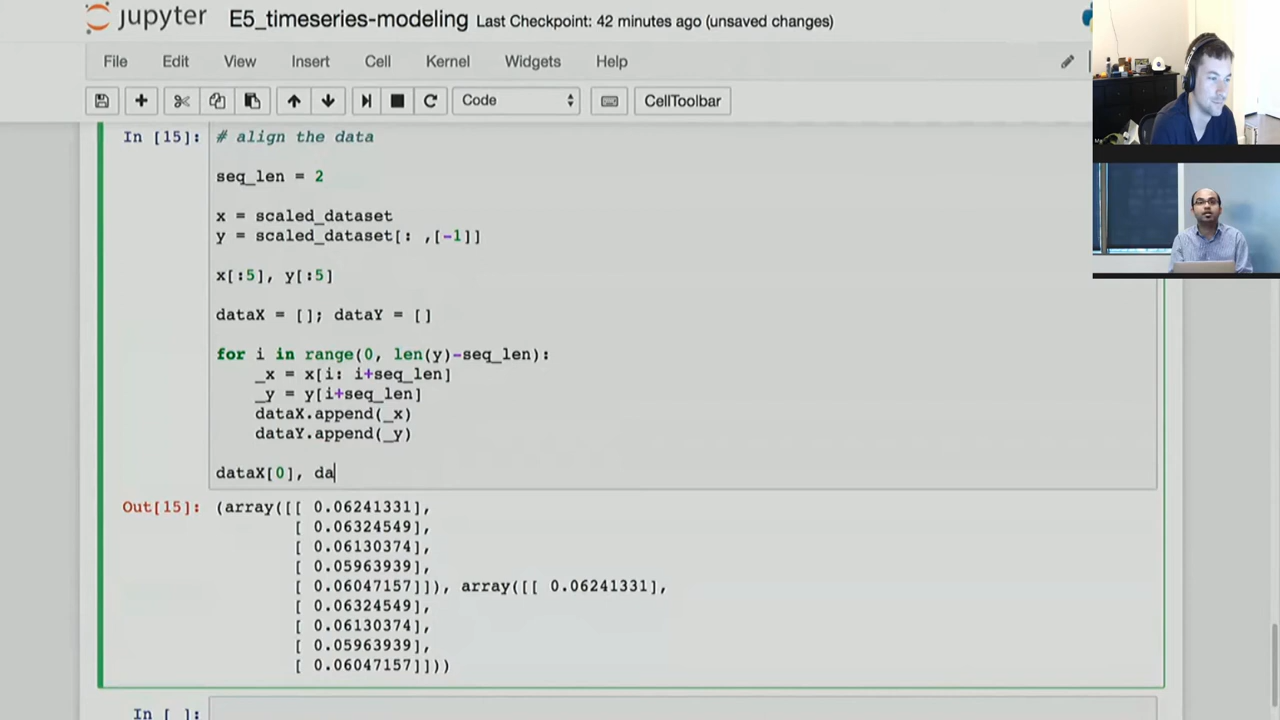 jupyter E5_timeseries-modeling Last Checkpoint: 42 minutes ago (unsaved changes)
File Edit View Insert Cell Kernel Widgets Help
Code CellToolbar
In [15]: # align the data
seq_len = 2
x = scaled_dataset
y = scaled_dataset[: ,[-1]]
x[:5], y[:5]
dataX = []; dataY = []
for i in range(0, len(y)-seq_len):
    _x = x[i: i+seq_len]
    _y = y[i+seq_len]
    dataX.append(_x)
    dataY.append(_y)
dataX[0], da
Out[15]: (array([[ 0.06241331],
[ 0.06324549],
[ 0.06130374],
[ 0.05963939],
[ 0.06047157]]), array([[ 0.06241331],
[ 0.06324549],
[ 0.06130374],
[ 0.05963939],
[ 0.06047157]]))
In [ ]: